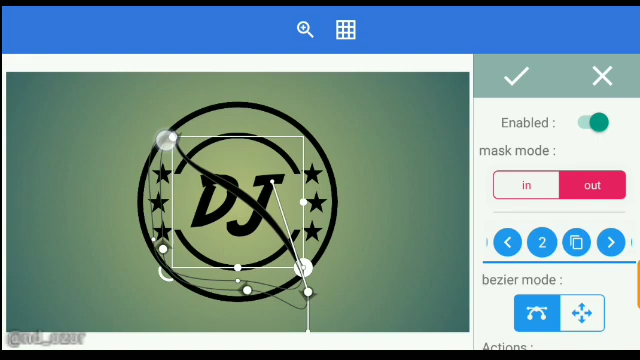 Enabled :
mask mode :
in
out
DJ
2
bezier mode :
Actions :